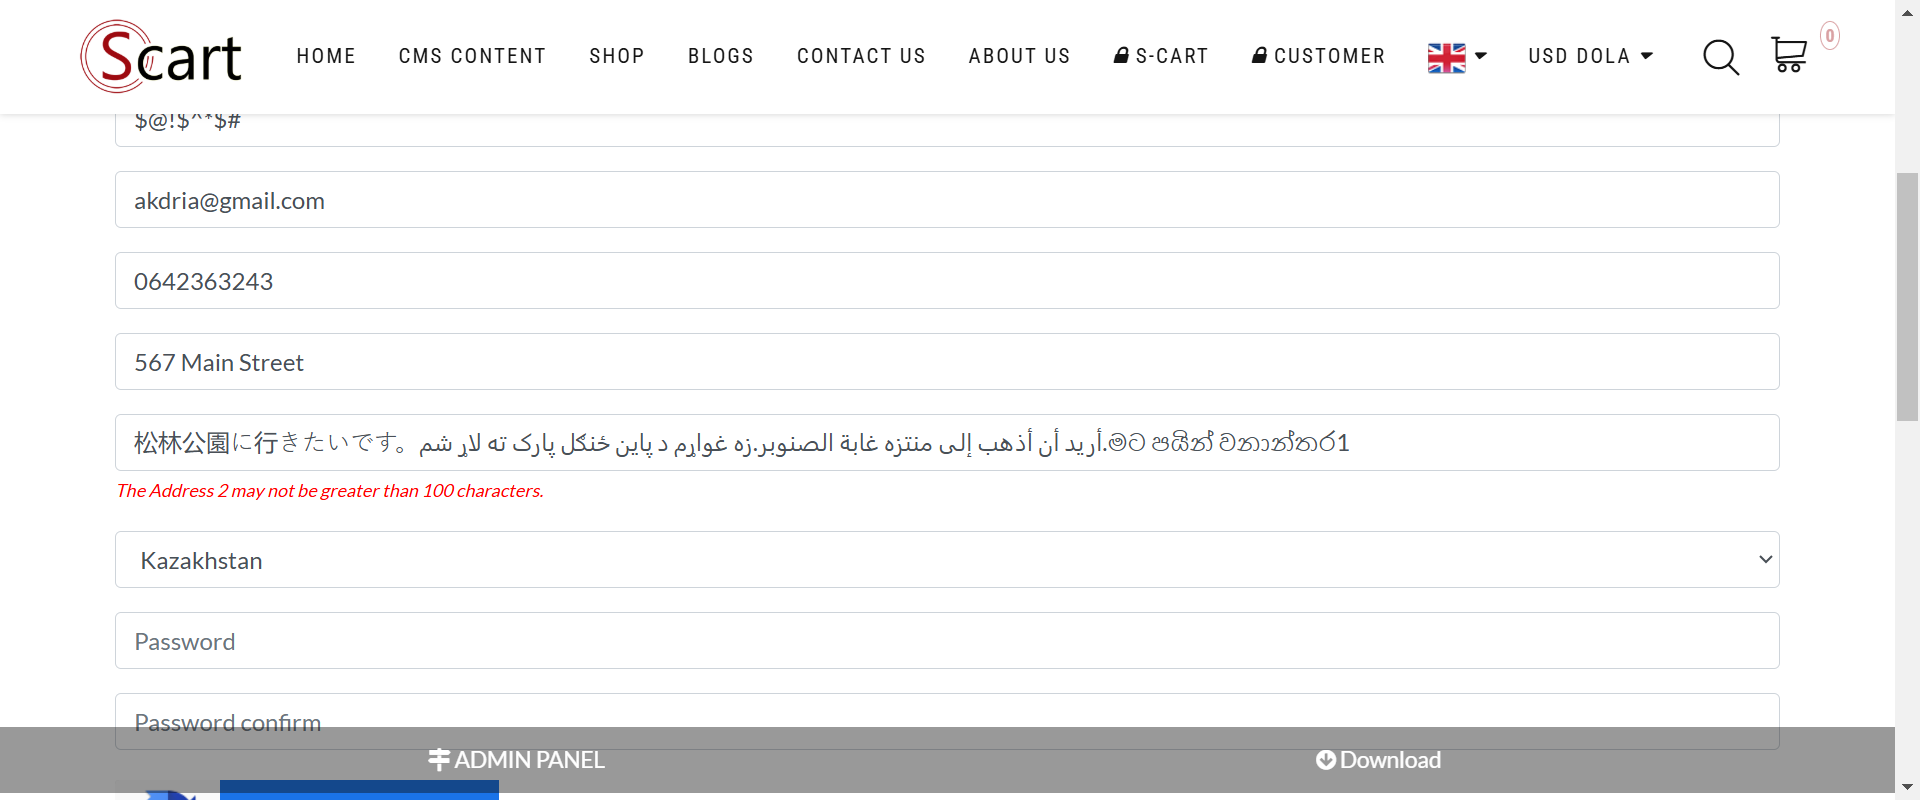 Scart
HOME
CMS CONTENT
SHOP
BLOGS
CONTACT US
ABOUT US
S-CART
CUSTOMER
USD DOLA
0
$@!$^*$#
akdria@gmail.com
0642363243
567 Main Street
松林公園に行きたいです。أريد أن أذهب إلى منتزه غابة الصنوبر.زه غواړم د پاین ځنګل پارک ته لاړ شم.මට පයින් වනාන්තර1
The Address 2 may not be greater than 100 characters.
Kazakhstan
Password
Password confirm
ADMIN PANEL
Download